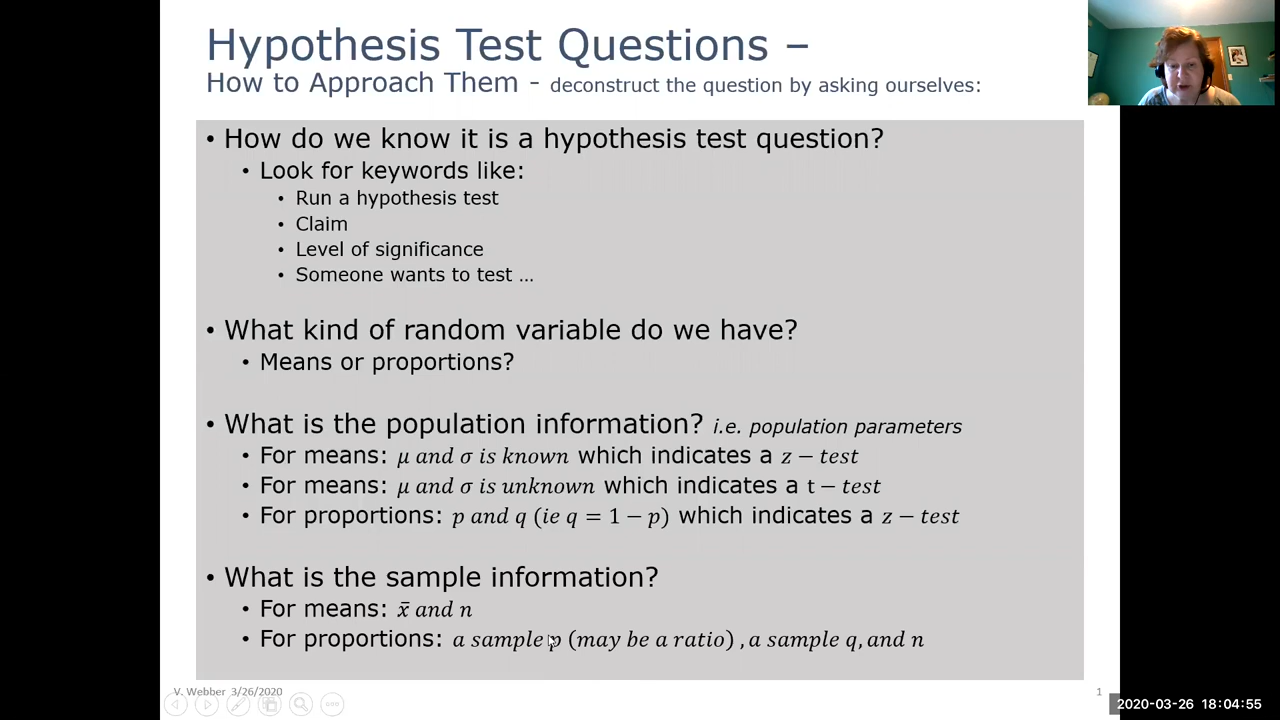 Hypothesis Test Questions –
How to Approach Them - deconstruct the question by asking ourselves:
• How do we know it is a hypothesis test question?
• Look for keywords like:
• Run a hypothesis test
• Claim
• Level of significance
• Someone wants to test …
• What kind of random variable do we have?
• Means or proportions?
• What is the population information? i.e. population parameters
• For means: μ and σ is known which indicates a z − test
• For means: μ and σ is unknown which indicates a t − test
• For proportions: p and q (ie q = 1 − p) which indicates a z − test
• What is the sample information?
• For means: x̄ and n
• For proportions: a sample p (may be a ratio) , a sample q, and n
V. Webber 3/26/2020
1
2020-03-26 18:04:55